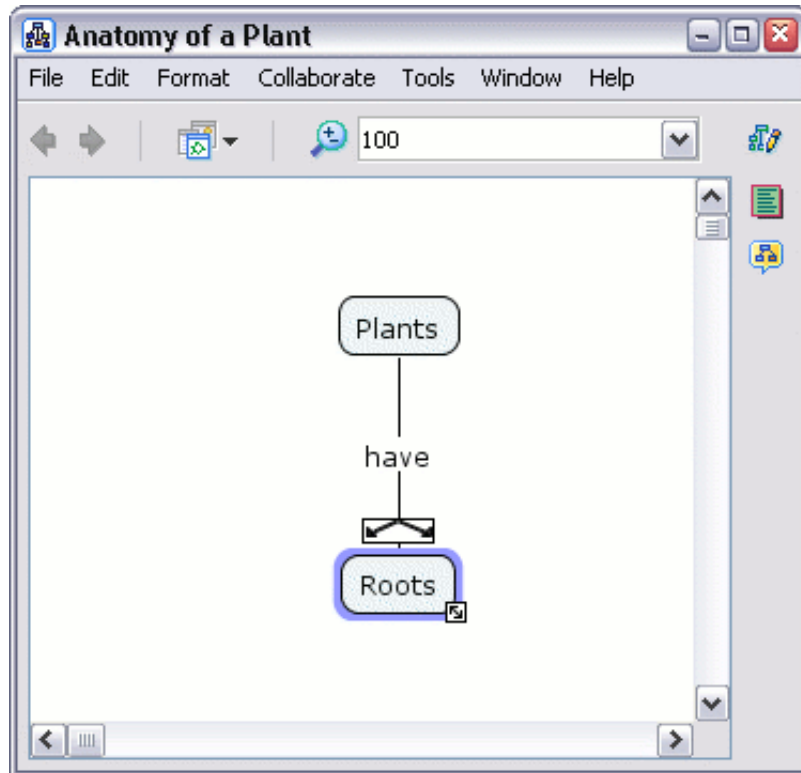 Anatomy of a Plant
File Edit Format Collaborate Tools Window Help
100
Plants
have
Roots